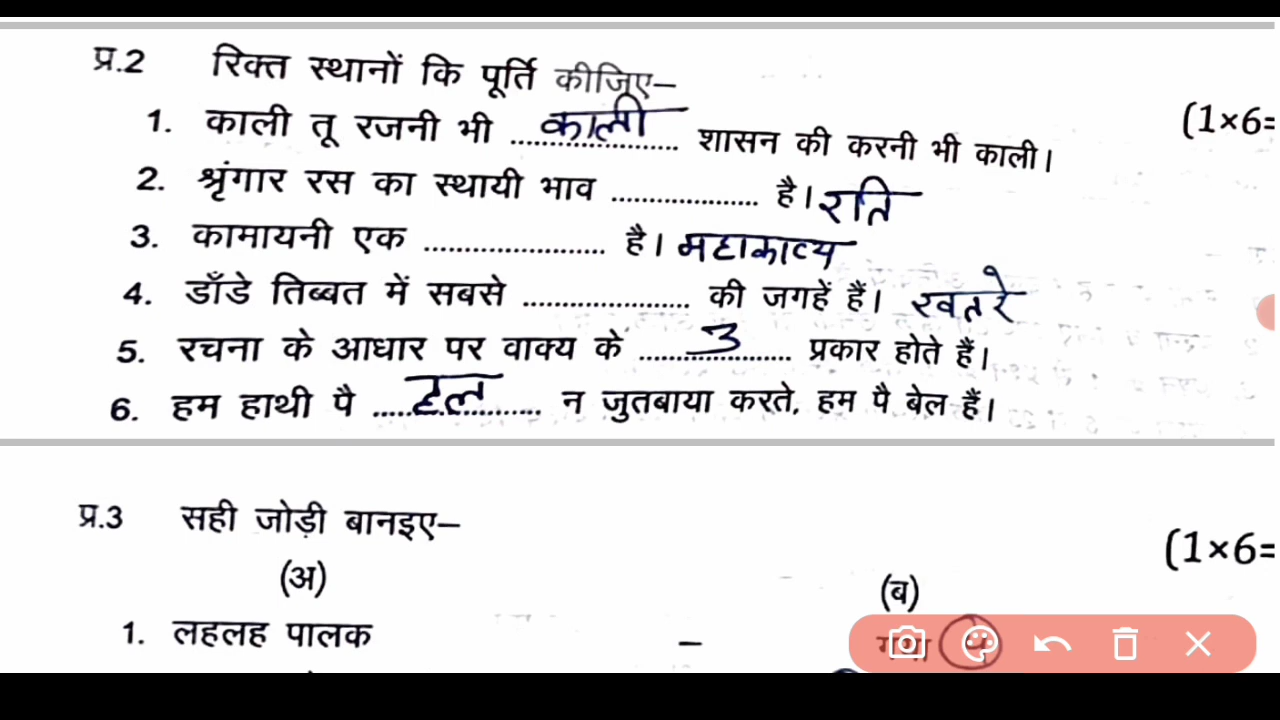 प्र.2 रिक्त स्थानों कि पूर्ति कीजिए–
1. काली तू रजनी भी ....काली.... शासन की करनी भी काली। (1×6=
2. श्रृंगार रस का स्थायी भाव .................... है। रति
3. कामायनी एक ........................ है। महाकाव्य
4. डाँडे तिब्बत में सबसे ...................... की जगहें हैं। खतरे
5. रचना के आधार पर वाक्य के .......3....... प्रकार होते हैं।
6. हम हाथी पै .....हल......... न जुतबाया करते, हम पै बेल हैं।
प्र.3 सही जोड़ी बानइए– (1×6=
(अ) (ब)
1. लहलह पालक –